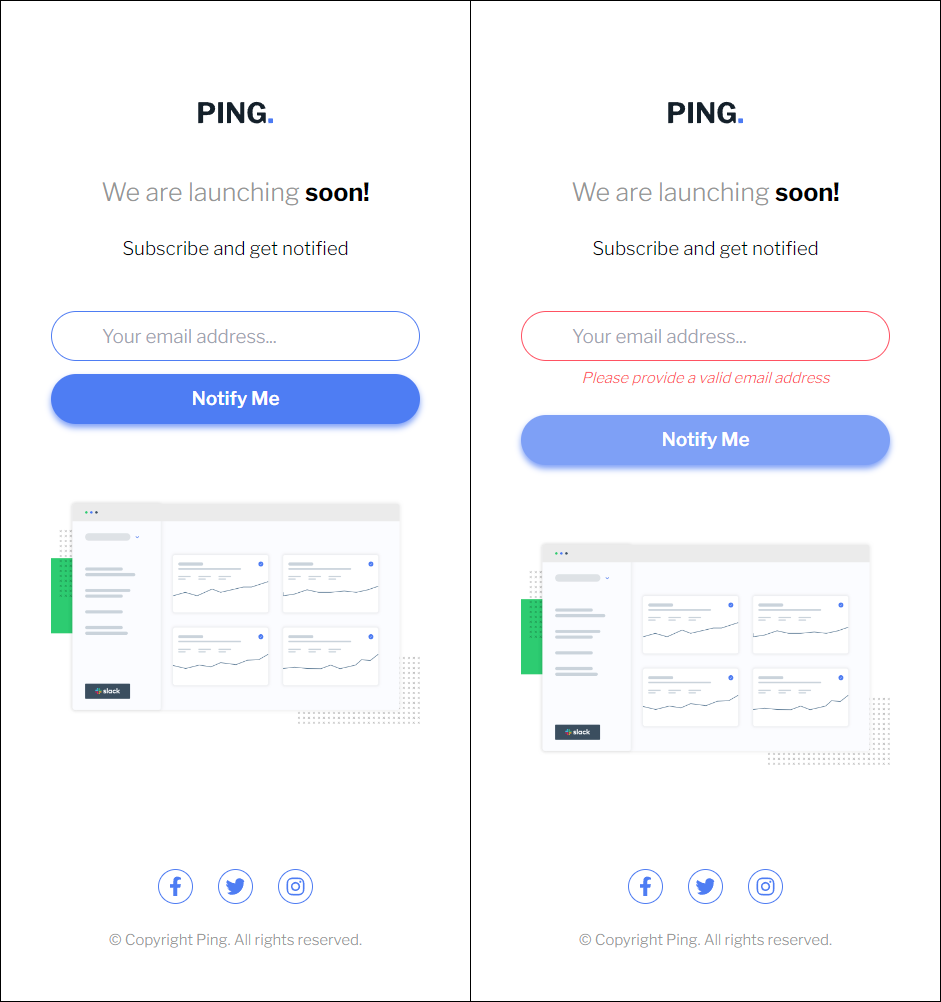 PING.
We are launching soon!
Subscribe and get notified
Your email address...
Notify Me
slack
© Copyright Ping. All rights reserved.
PING.
We are launching soon!
Subscribe and get notified
Your email address...
Please provide a valid email address
Notify Me
slack
© Copyright Ping. All rights reserved.